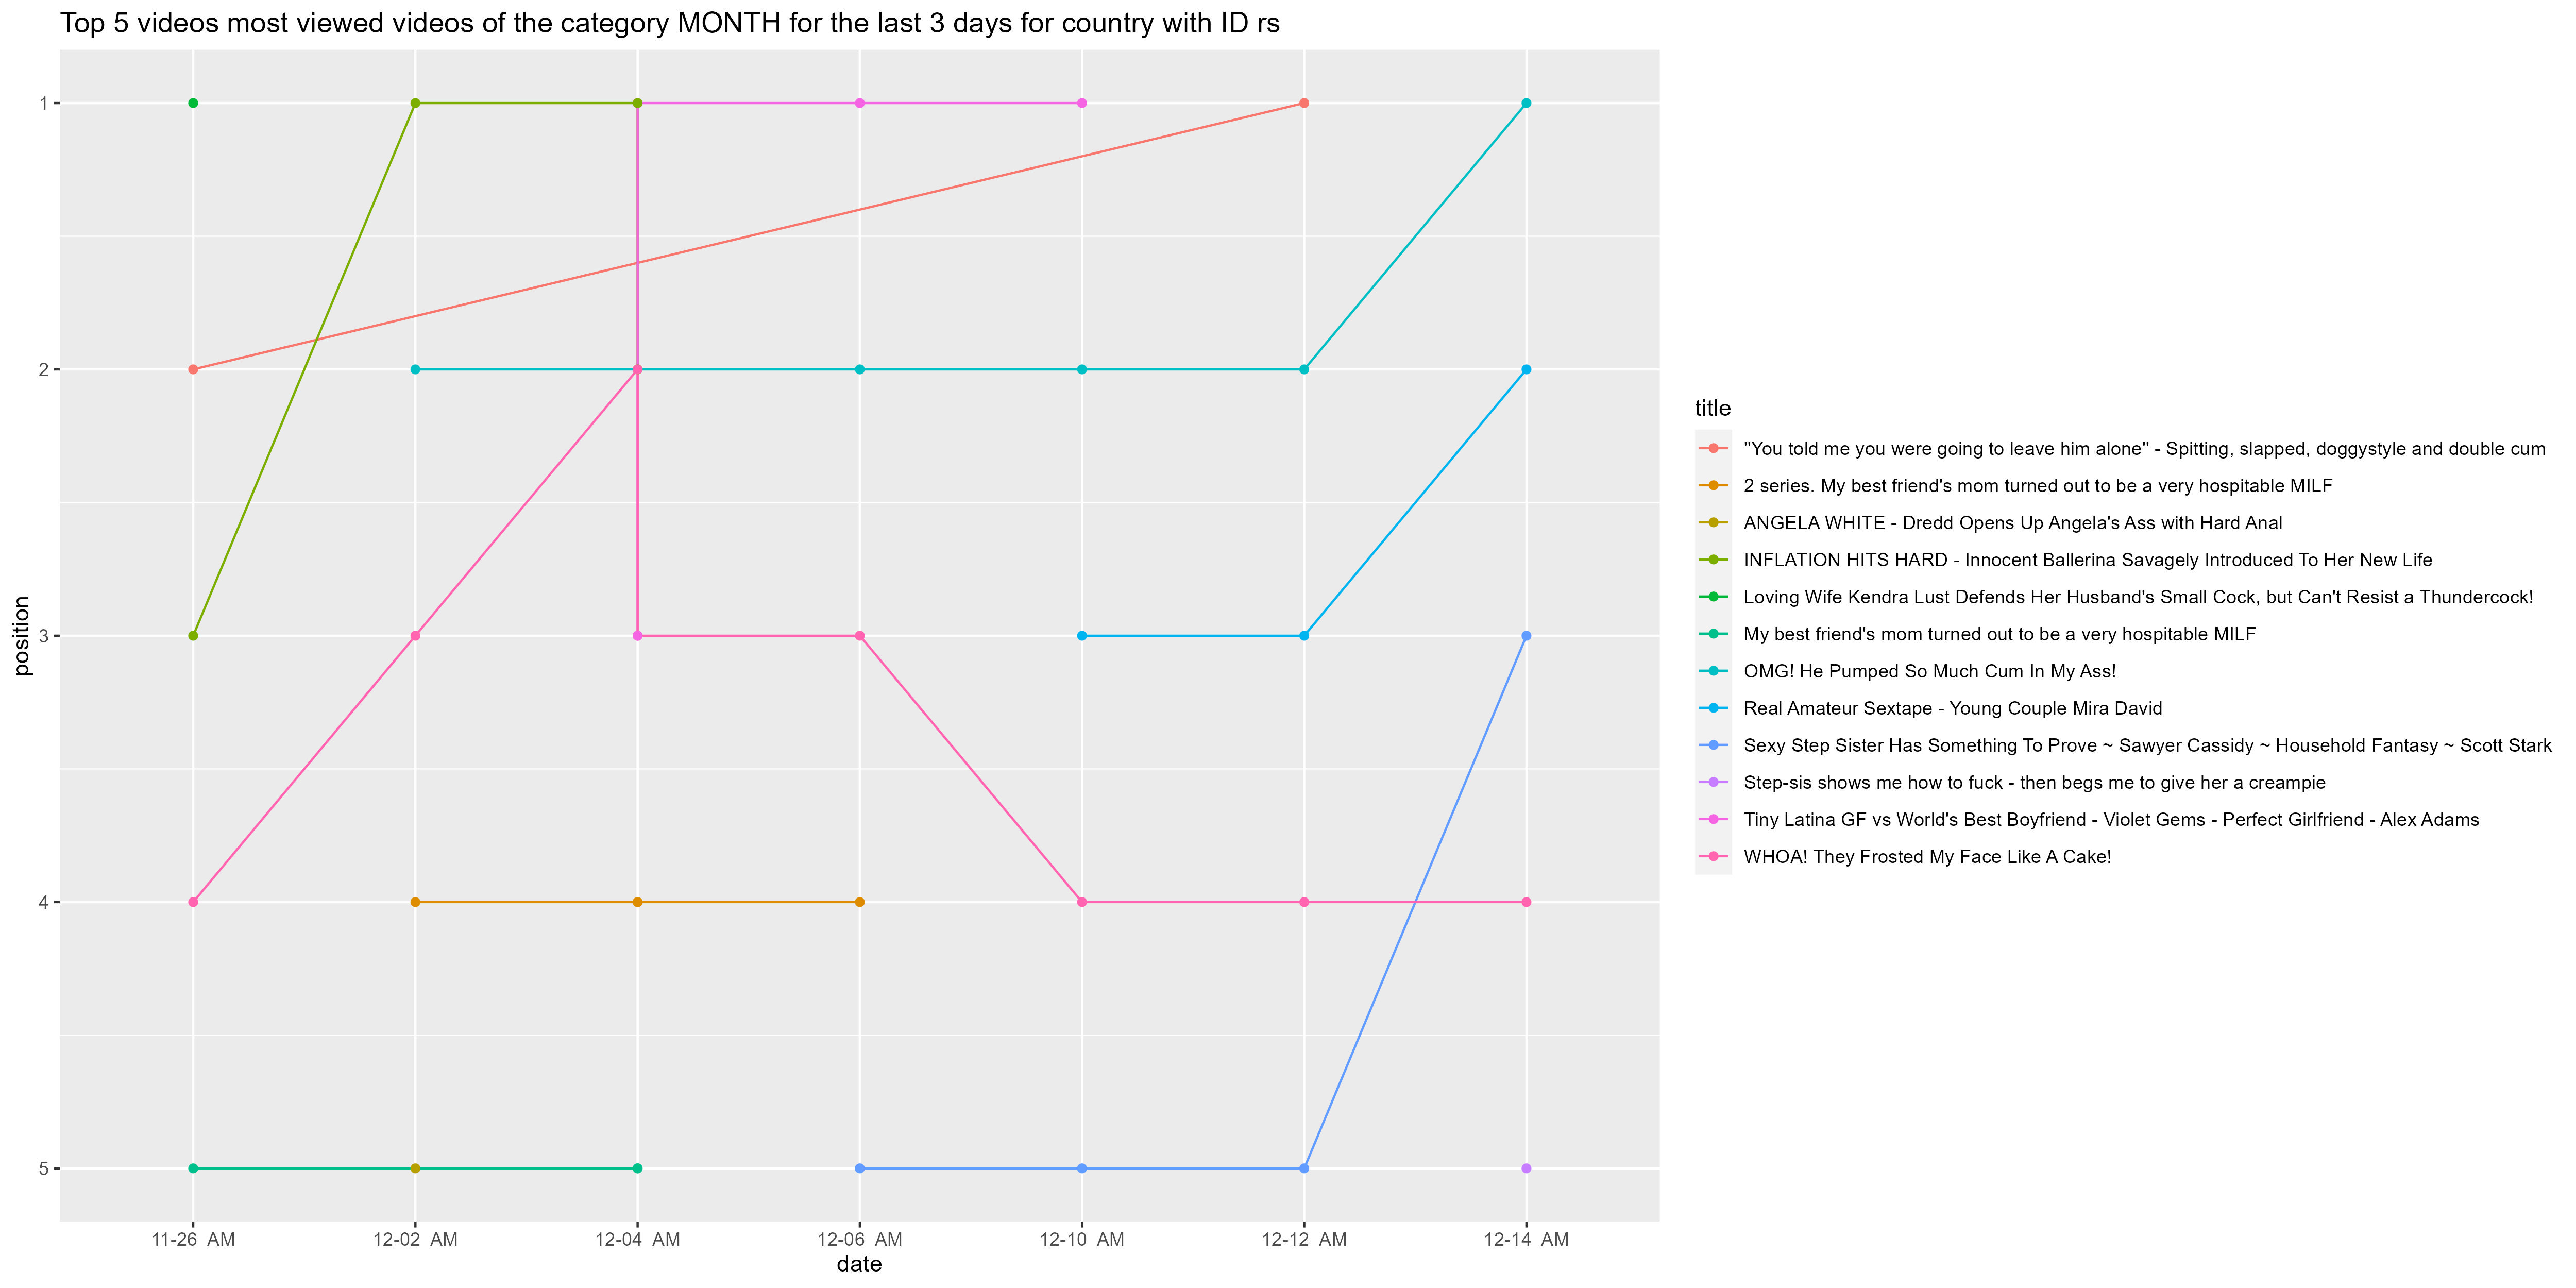 Top 5 videos most viewed videos of the category MONTH for the last 3 days for country with ID rs
position
1
2
3
4
5
11-26 AM
12-02 AM
12-04 AM
12-06 AM
12-10 AM
12-12 AM
12-14 AM
date
title
"You told me you were going to leave him alone" - Spitting, slapped, doggystyle and double cum
2 series. My best friend's mom turned out to be a very hospitable MILF
ANGELA WHITE - Dredd Opens Up Angela's Ass with Hard Anal
INFLATION HITS HARD - Innocent Ballerina Savagely Introduced To Her New Life
Loving Wife Kendra Lust Defends Her Husband's Small Cock, but Can't Resist a Thundercock!
My best friend's mom turned out to be a very hospitable MILF
OMG! He Pumped So Much Cum In My Ass!
Real Amateur Sextape - Young Couple Mira David
Sexy Step Sister Has Something To Prove ~ Sawyer Cassidy ~ Household Fantasy ~ Scott Stark
Step-sis shows me how to fuck - then begs me to give her a creampie
Tiny Latina GF vs World's Best Boyfriend - Violet Gems - Perfect Girlfriend - Alex Adams
WHOA! They Frosted My Face Like A Cake!